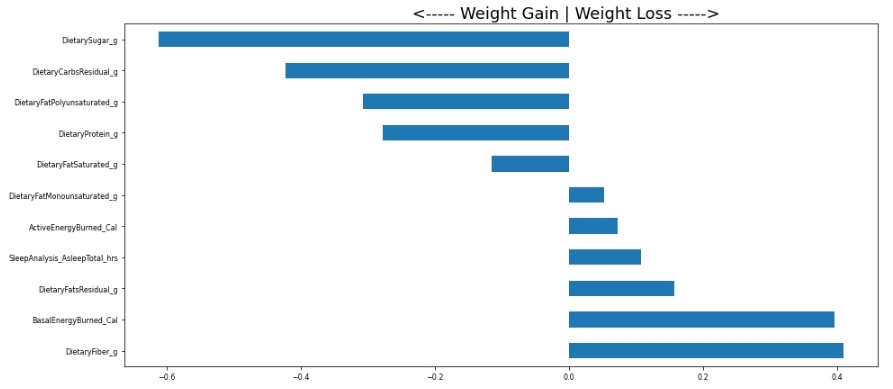 <----- Weight Gain | Weight Loss ----->
DietarySugar_g
DietaryCarbsResidual_g
DietaryFatPolyunsaturated_g
DietaryProtein_g
DietaryFatSaturated_g
DietaryFatMonounsaturated_g
ActiveEnergyBurned_Cal
SleepAnalysis_AsleepTotal_hrs
DietaryFatsResidual_g
BasalEnergyBurned_Cal
DietaryFiber_g
−0.6 −0.4 −0.2 0.0 0.2 0.4